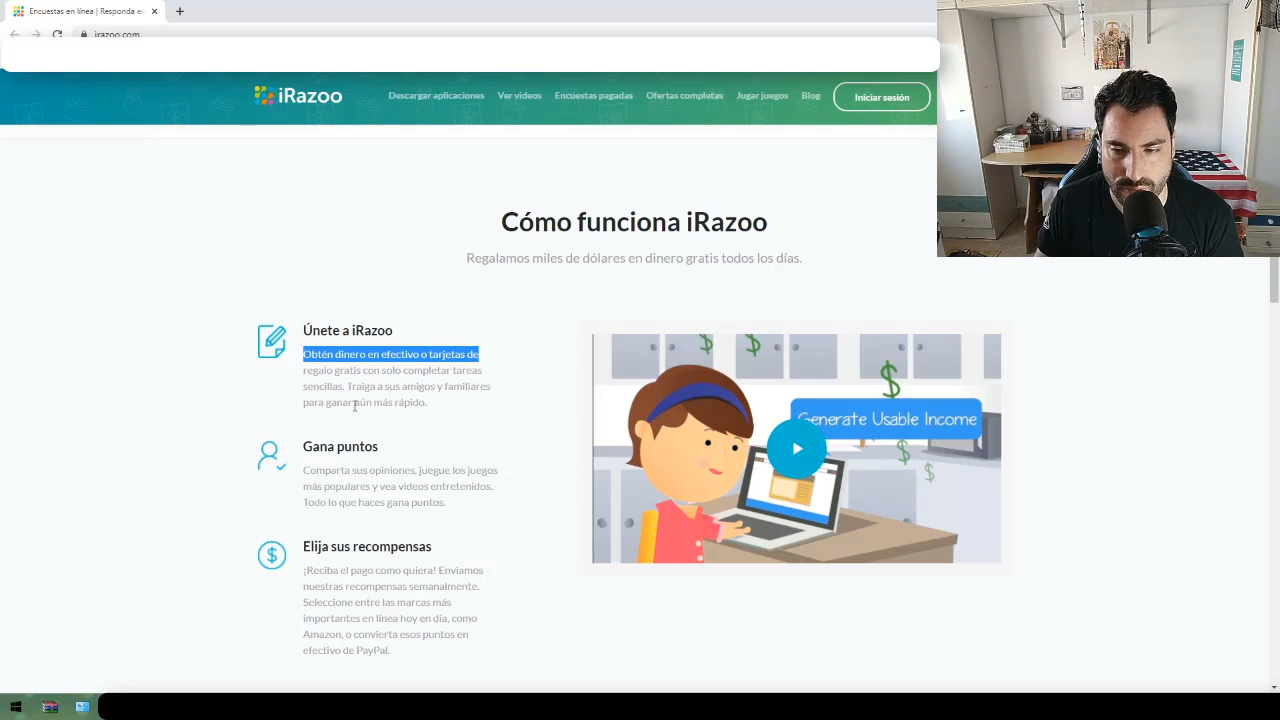 Encuestas en línea | Responda en
irazoo.com
iRazoo
Descargar aplicaciones
Ver videos
Encuestas pagadas
Ofertas completas
Jugar juegos
Blog
Iniciar sesión
Cómo funciona iRazoo
Regalamos miles de dólares en dinero gratis todos los días.
Únete a iRazoo
Obtén dinero en efectivo o tarjetas de
regalo gratis con solo completar tareas
sencillas. Traiga a sus amigos y familiares
para ganar aún más rápido.
Gana puntos
Comparta sus opiniones, juegue los juegos
más populares y vea videos entretenidos.
Todo lo que haces gana puntos.
Elija sus recompensas
¡Reciba el pago como quiera! Enviamos
nuestras recompensas semanalmente.
Seleccione entre las marcas más
importantes en línea hoy en día, como
Amazon, o convierta esos puntos en
efectivo de PayPal.
Generate Usable Income